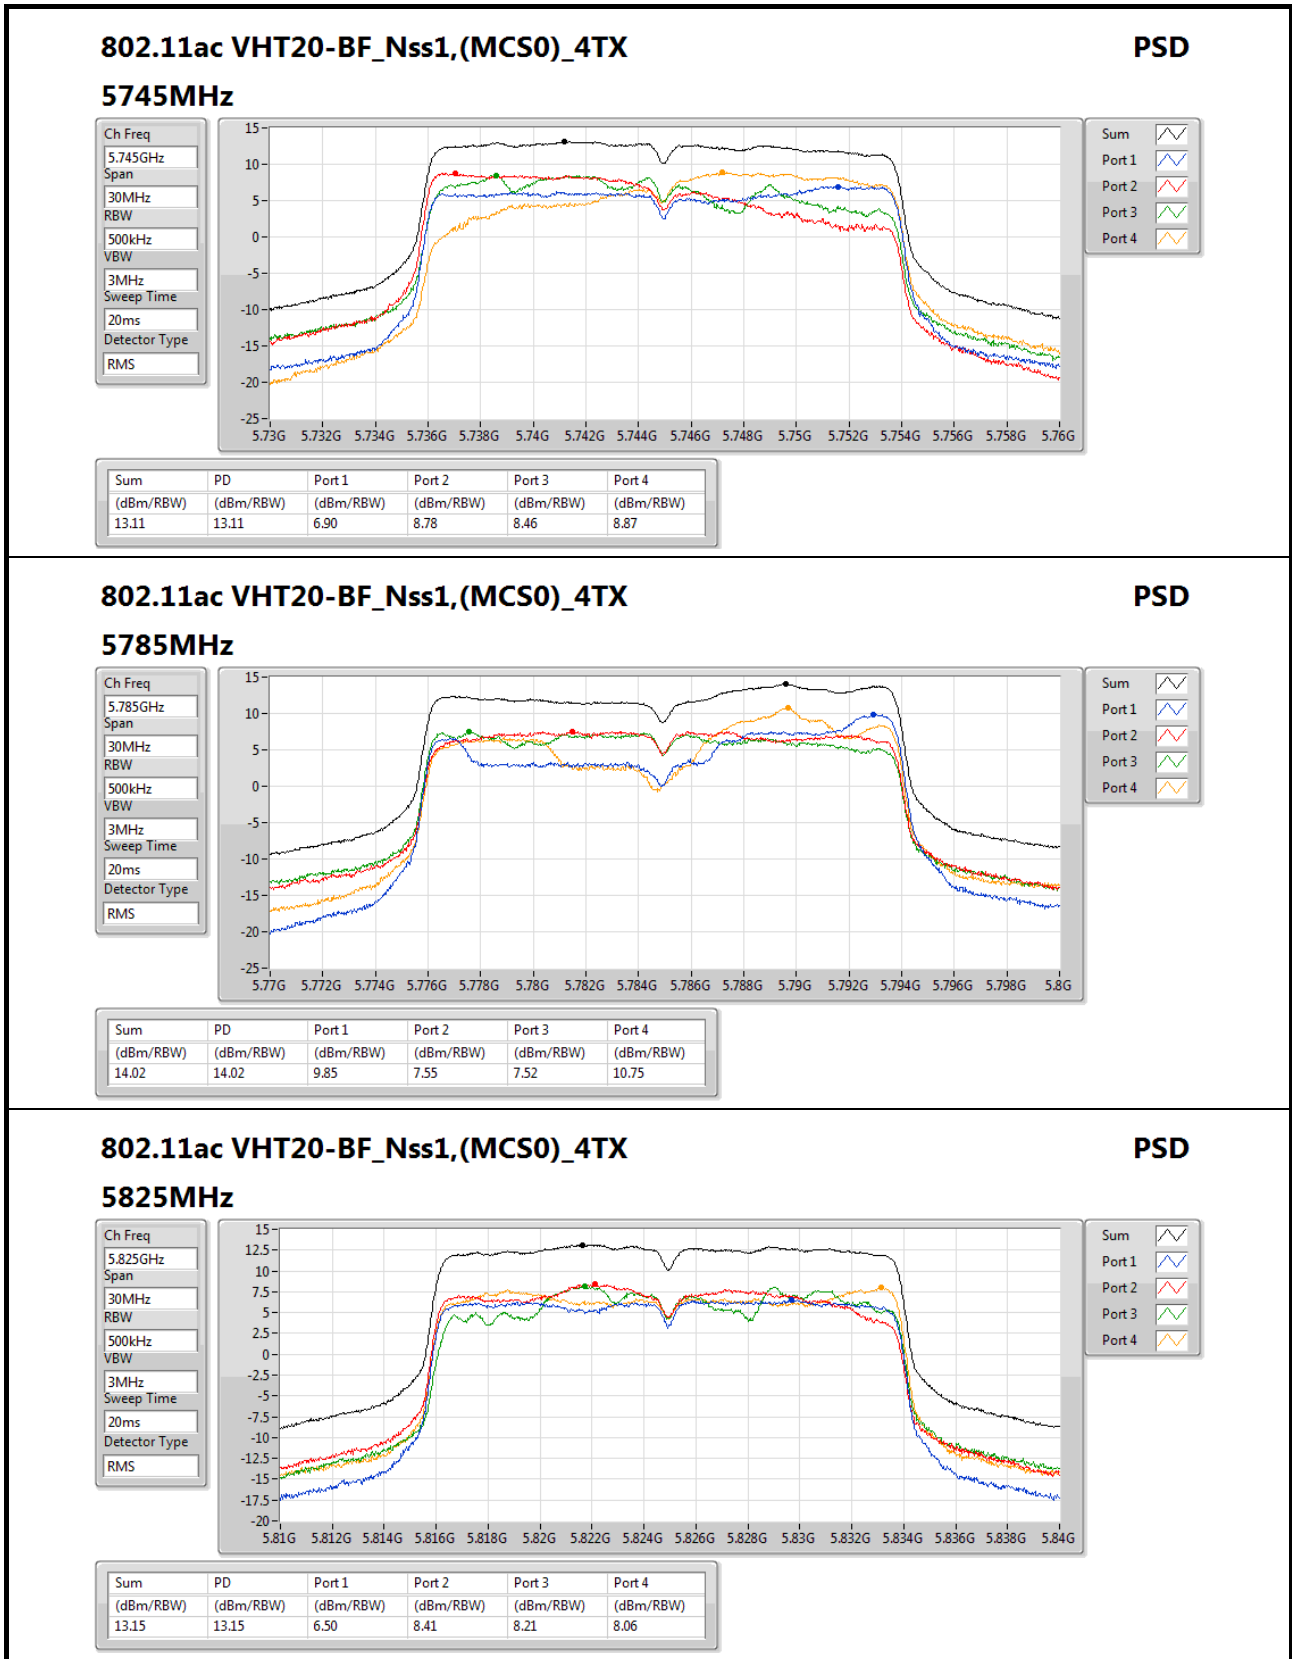 802.11ac VHT20-BF_Nss1,(MCS0)_4TX PSD
5745MHz
Ch Freq
5.745GHz
Span
30MHz
RBW
500kHz
VBW
3MHz
Sweep Time
20ms
Detector Type
RMS
15
10
5
0
-5
-10
-15
-20
-25
5.73G 5.732G 5.734G 5.736G 5.738G 5.74G 5.742G 5.744G 5.746G 5.748G 5.75G 5.752G 5.754G 5.756G 5.758G 5.76G
Sum
Port 1
Port 2
Port 3
Port 4
Sum PD Port 1 Port 2 Port 3 Port 4
(dBm/RBW) (dBm/RBW) (dBm/RBW) (dBm/RBW) (dBm/RBW) (dBm/RBW)
13.11 13.11 6.90 8.78 8.46 8.87
802.11ac VHT20-BF_Nss1,(MCS0)_4TX PSD
5785MHz
Ch Freq
5.785GHz
Span
30MHz
RBW
500kHz
VBW
3MHz
Sweep Time
20ms
Detector Type
RMS
15
10
5
0
-5
-10
-15
-20
-25
5.77G 5.772G 5.774G 5.776G 5.778G 5.78G 5.782G 5.784G 5.786G 5.788G 5.79G 5.792G 5.794G 5.796G 5.798G 5.8G
Sum
Port 1
Port 2
Port 3
Port 4
Sum PD Port 1 Port 2 Port 3 Port 4
(dBm/RBW) (dBm/RBW) (dBm/RBW) (dBm/RBW) (dBm/RBW) (dBm/RBW)
14.02 14.02 9.85 7.55 7.52 10.75
802.11ac VHT20-BF_Nss1,(MCS0)_4TX PSD
5825MHz
Ch Freq
5.825GHz
Span
30MHz
RBW
500kHz
VBW
3MHz
Sweep Time
20ms
Detector Type
RMS
15
12.5
10
7.5
5
2.5
0
-2.5
-5
-7.5
-10
-12.5
-15
-17.5
-20
5.81G 5.812G 5.814G 5.816G 5.818G 5.82G 5.822G 5.824G 5.826G 5.828G 5.83G 5.832G 5.834G 5.836G 5.838G 5.84G
Sum
Port 1
Port 2
Port 3
Port 4
Sum PD Port 1 Port 2 Port 3 Port 4
(dBm/RBW) (dBm/RBW) (dBm/RBW) (dBm/RBW) (dBm/RBW) (dBm/RBW)
13.15 13.15 6.50 8.41 8.21 8.06